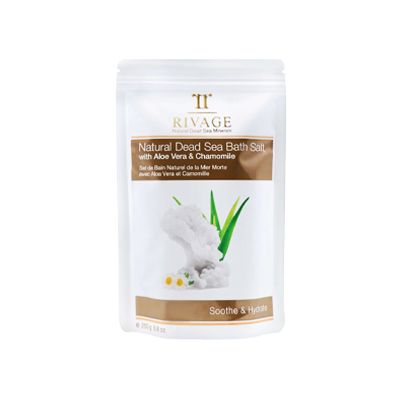 RIVAGE
Natural Dead Sea Minerals
Natural Dead Sea Bath Salt
with Aloe Vera & Chamomile
Sel de Bain Naturel de la Mer Morte
avec Aloe Vera et Camomille
Soothe & Hydrate